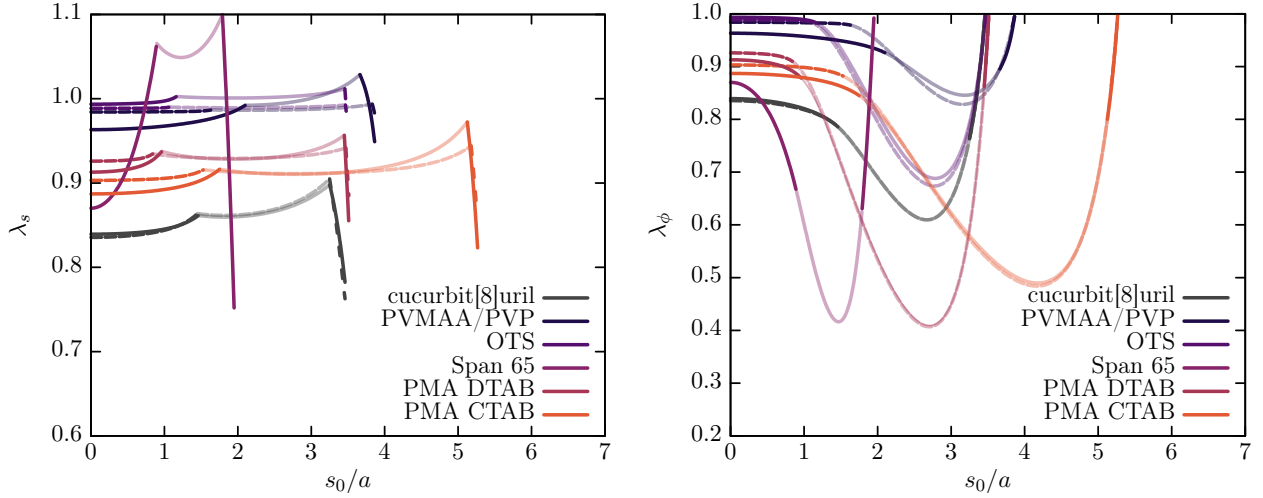 1.1
1.0
0.9
0.8
0.7
0.6
λs
0 1 2 3 4 5 6 7
s0/a
cucurbit[8]uril
PVMAA/PVP
OTS
Span 65
PMA DTAB
PMA CTAB
1.0
0.9
0.8
0.7
0.6
0.5
0.4
0.3
0.2
λϕ
0 1 2 3 4 5 6 7
s0/a
cucurbit[8]uril
PVMAA/PVP
OTS
Span 65
PMA DTAB
PMA CTAB